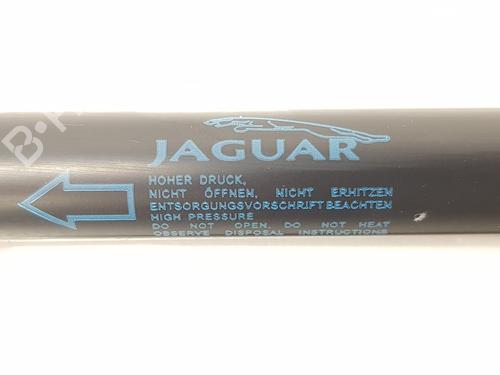 JAGUAR
HOHER DRUCK,
NICHT ÖFFNEN, NICHT ERHITZEN
ENTSORGUNGSVORSCHRIFT BEACHTEN
HIGH PRESSURE
DO NOT OPEN, DO NOT HEAT
OBSERVE DISPOSAL INSTRUCTIONS